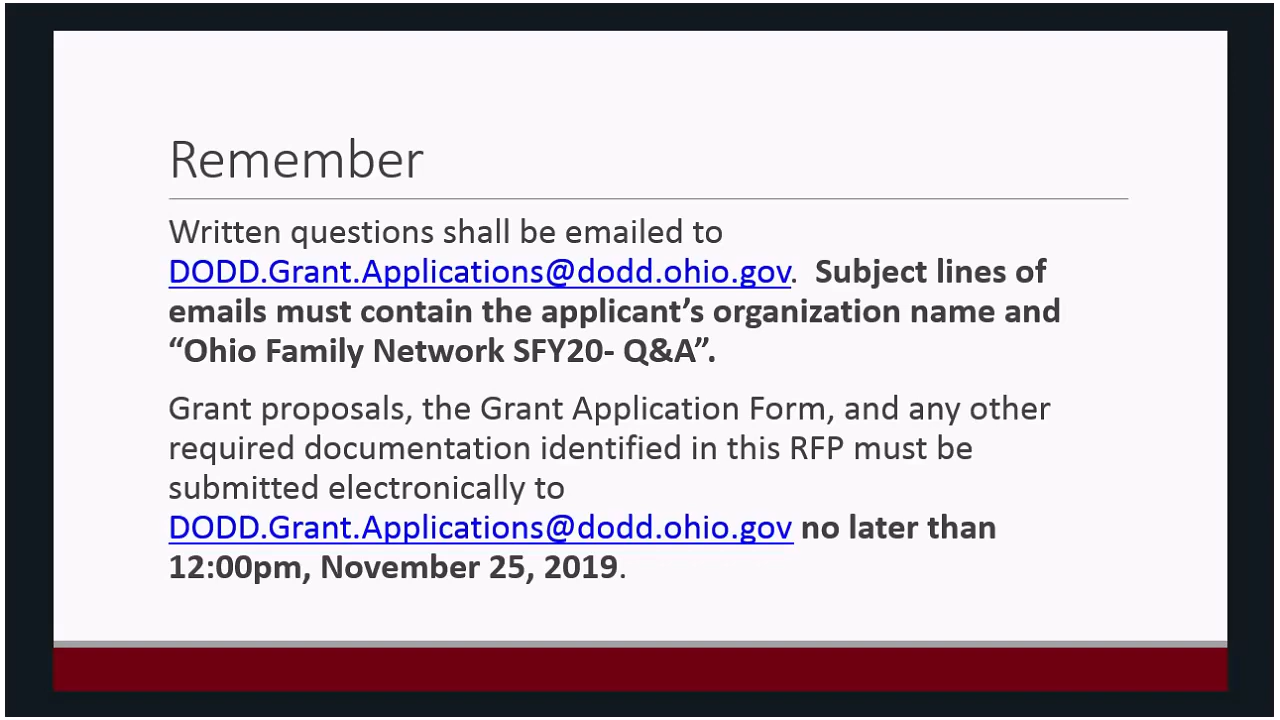 Remember
Written questions shall be emailed to
DODD.Grant.Applications@dodd.ohio.gov.  Subject lines of
emails must contain the applicant’s organization name and
“Ohio Family Network SFY20- Q&A”.
Grant proposals, the Grant Application Form, and any other
required documentation identified in this RFP must be
submitted electronically to
DODD.Grant.Applications@dodd.ohio.gov no later than
12:00pm, November 25, 2019.